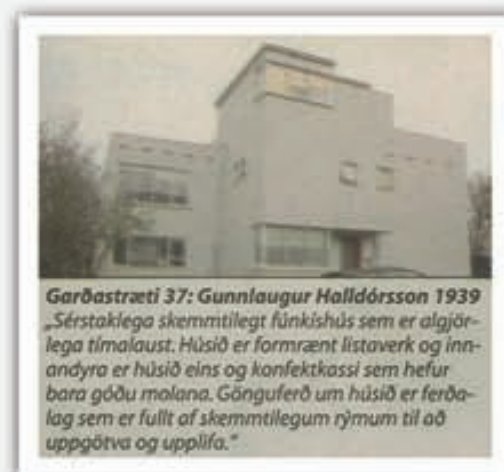 Garðastræti 37: Gunnlaugur Halldórsson 1939
„Sérstaklega skemmtilegt fúnkíshús sem er algjör-
lega tímalaust. Húsið er formrænt listaverk og inn-
andyra er húsið eins og konfektkassi sem hefur
bara góðu molana. Gönguferð um húsið er ferða-
lag sem er fullt af skemmtilegum rýmum til að
uppgötva og upplifa.“